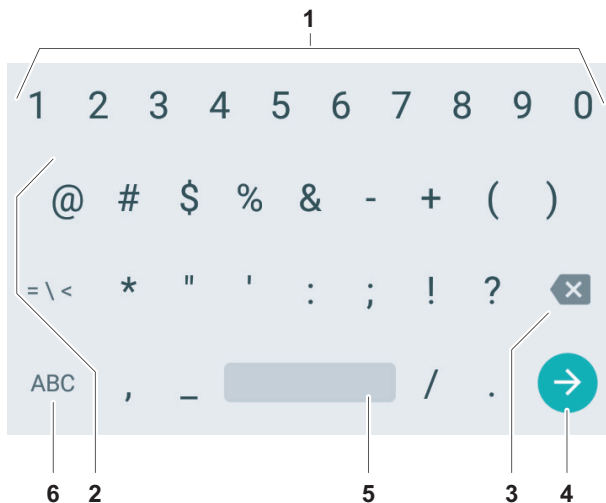 1
1 2 3 4 5 6 7 8 9 0
@ # $ % & - + ( )
= \ < * " ' : ; ! ?
ABC , _ / .
6 2 5 3 4